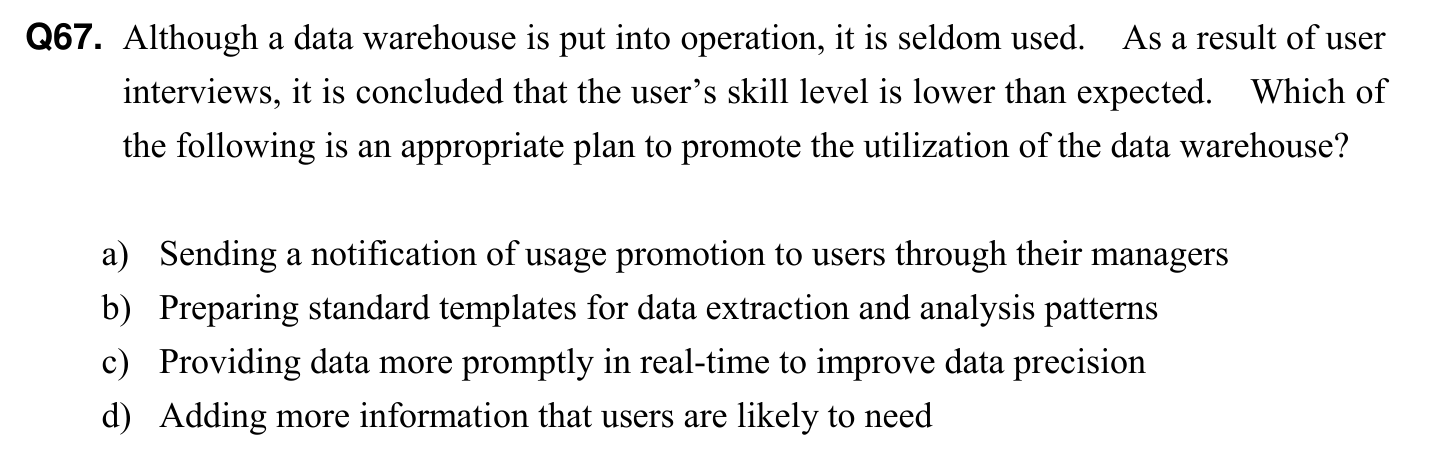 Q67. Although a data warehouse is put into operation, it is seldom used. As a result of user
interviews, it is concluded that the user’s skill level is lower than expected. Which of
the following is an appropriate plan to promote the utilization of the data warehouse?
a) Sending a notification of usage promotion to users through their managers
b) Preparing standard templates for data extraction and analysis patterns
c) Providing data more promptly in real-time to improve data precision
d) Adding more information that users are likely to need